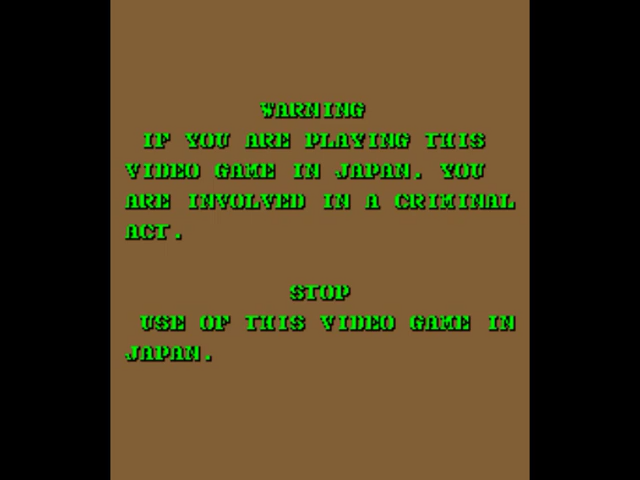 WARNING
IF YOU ARE PLAYING THIS
VIDEO GAME IN JAPAN. YOU
ARE INVOLVED IN A CRIMINAL
ACT.
STOP
USE OF THIS VIDEO GAME IN
JAPAN.